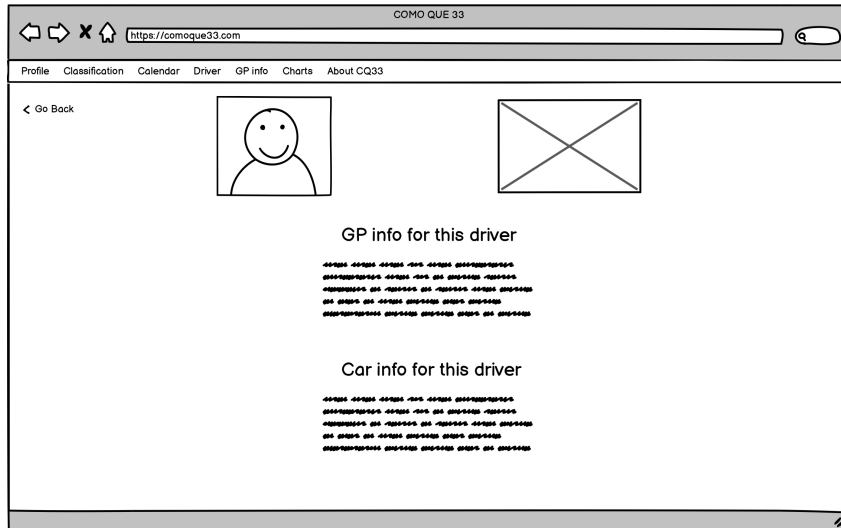 COMO QUE 33
https://comoque33.com
Profile Classification Calendar Driver GP info Charts About CQ33
Go Back
GP info for this driver
Car info for this driver